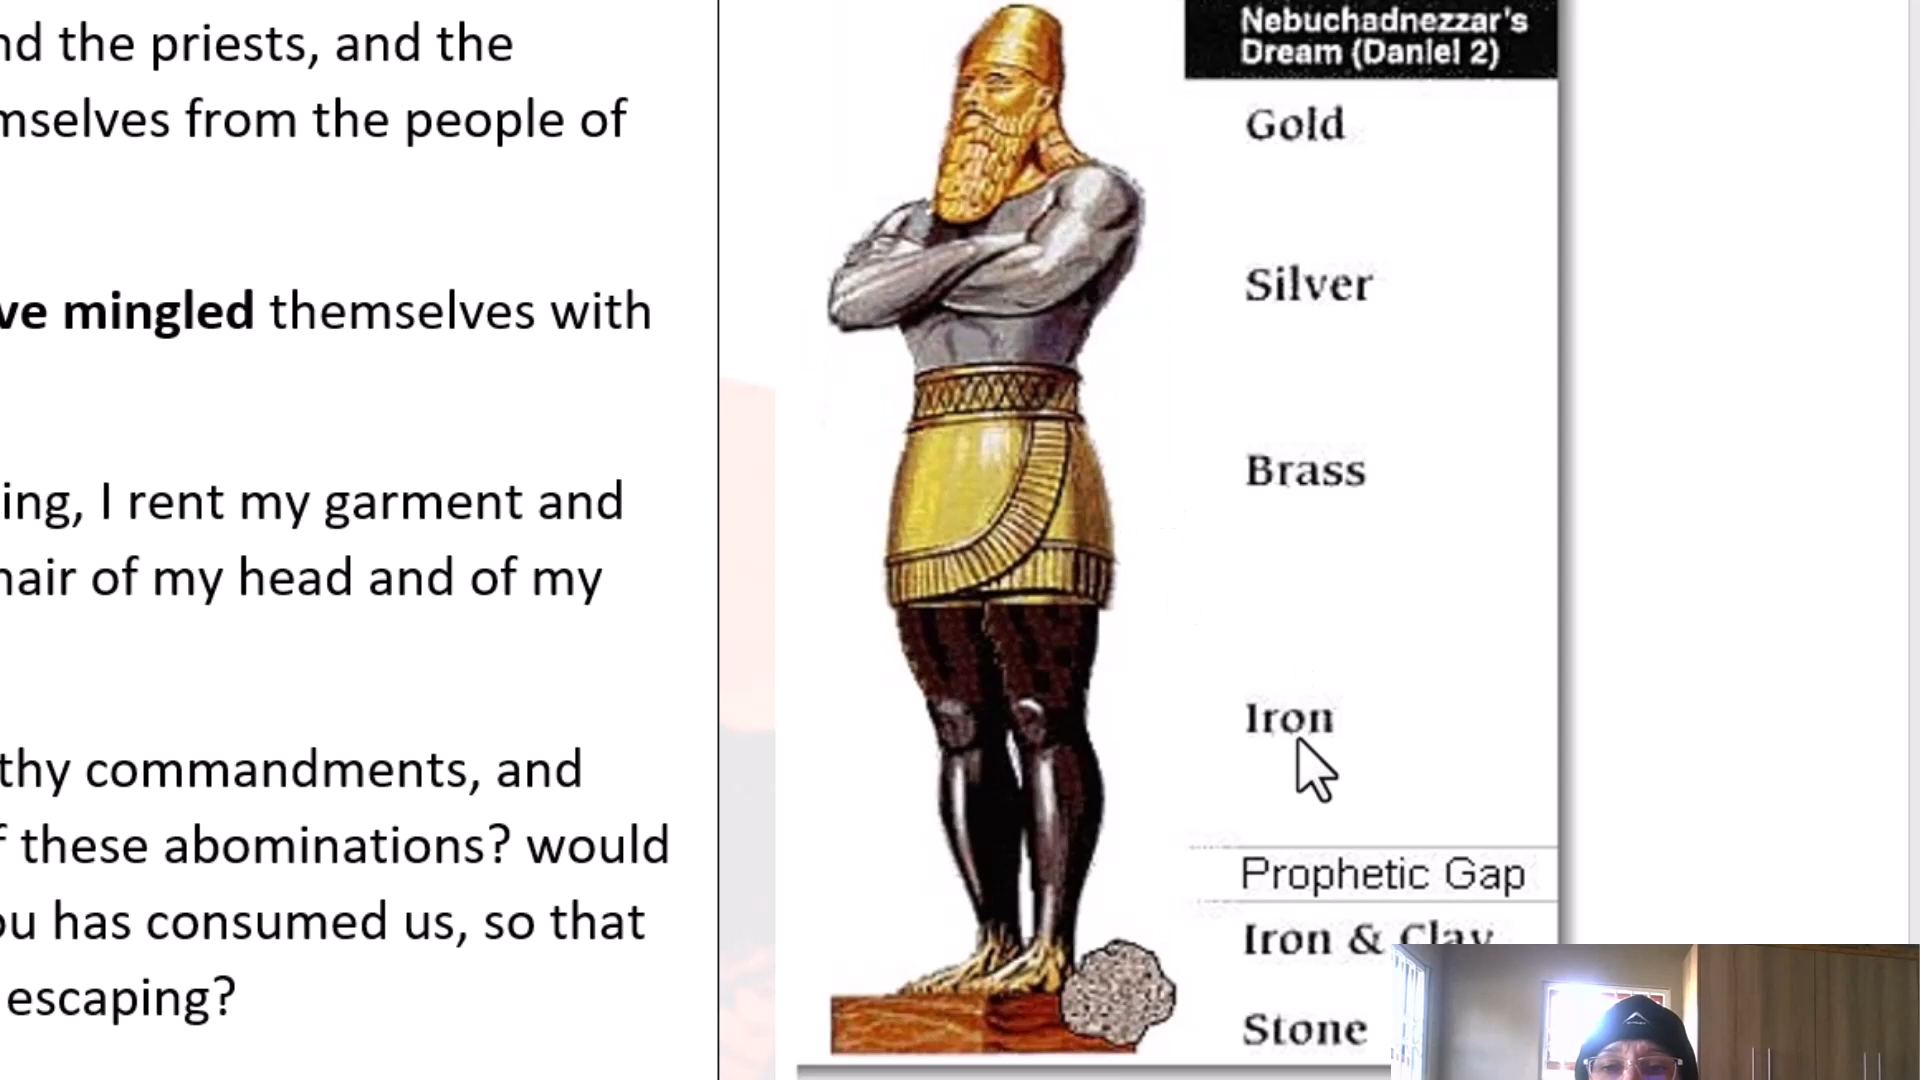 nd the priests, and the
mselves from the people of
ve mingled themselves with
ing, I rent my garment and
hair of my head and of my
thy commandments, and
f these abominations? would
ou has consumed us, so that
escaping?
Nebuchadnezzar's
Dream (Daniel 2)
Gold
Silver
Brass
Iron
Prophetic Gap
Iron & Clay
Stone